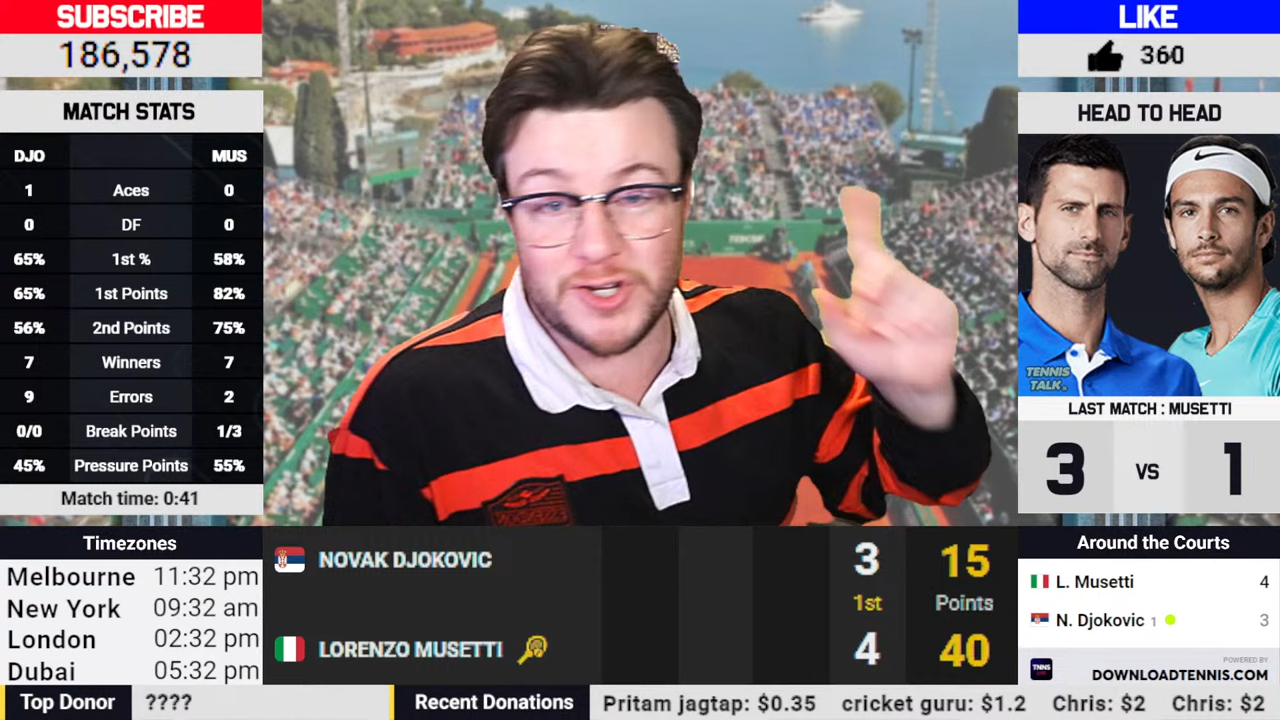 SUBSCRIBE
186,578
MATCH STATS
DJO MUS
1 Aces 0
0 DF 0
65% 1st % 58%
65% 1st Points 82%
56% 2nd Points 75%
7 Winners 7
9 Errors 2
0/0 Break Points 1/3
45% Pressure Points 55%
Match time: 0:41
Timezones
Melbourne 11:32 pm
New York 09:32 am
London 02:32 pm
Dubai 05:32 pm
LIKE
360
HEAD TO HEAD
TENNIS
TALK.
LAST MATCH : MUSETTI
3 VS 1
NOVAK DJOKOVIC 3 15
1st Points
LORENZO MUSETTI 4 40
Around the Courts
L. Musetti 4
N. Djokovic 1 3
TNNS
POWERED BY
DOWNLOADTENNIS.COM
Top Donor ???? Recent Donations Pritam jagtap: $0.35 cricket guru: $1.2 Chris: $2 Chris: $2